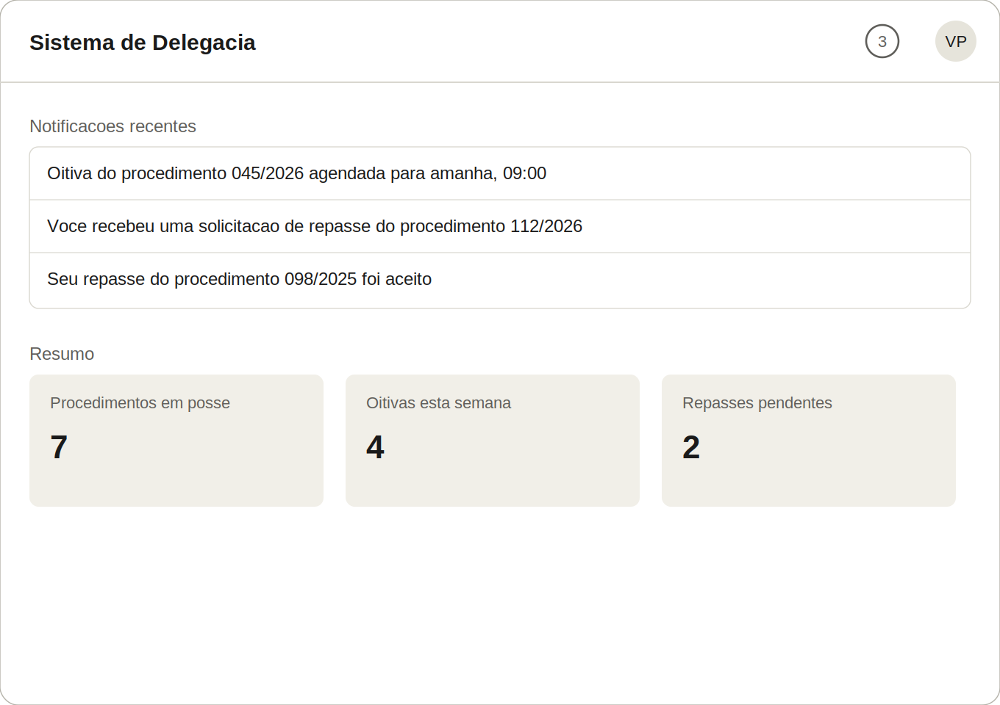 Sistema de Delegacia
3
VP
Notificacoes recentes
Oitiva do procedimento 045/2026 agendada para amanha, 09:00
Voce recebeu uma solicitacao de repasse do procedimento 112/2026
Seu repasse do procedimento 098/2025 foi aceito
Resumo
Procedimentos em posse
7
Oitivas esta semana
4
Repasses pendentes
2